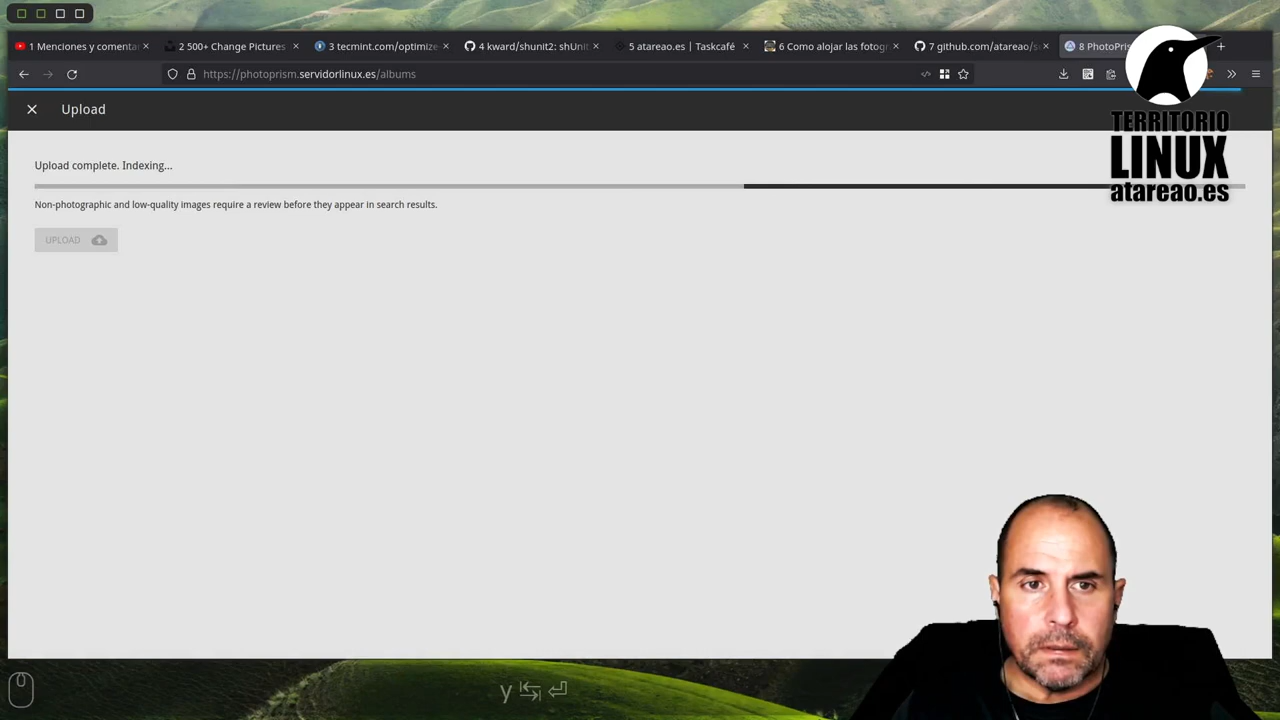 1 Menciones y comenta
2 500+ Change Pictures
3 tecmint.com/optimize
4 kward/shunit2: shUnit
5 atareao.es | Taskcafé
6 Como alojar las fotogr
7 github.com/atareao/se
8 PhotoPris
https://photoprism.servidorlinux.es/albums
Upload
TERRITORIO
LINUX
atareao.es
Upload complete. Indexing...
Non-photographic and low-quality images require a review before they appear in search results.
UPLOAD
y